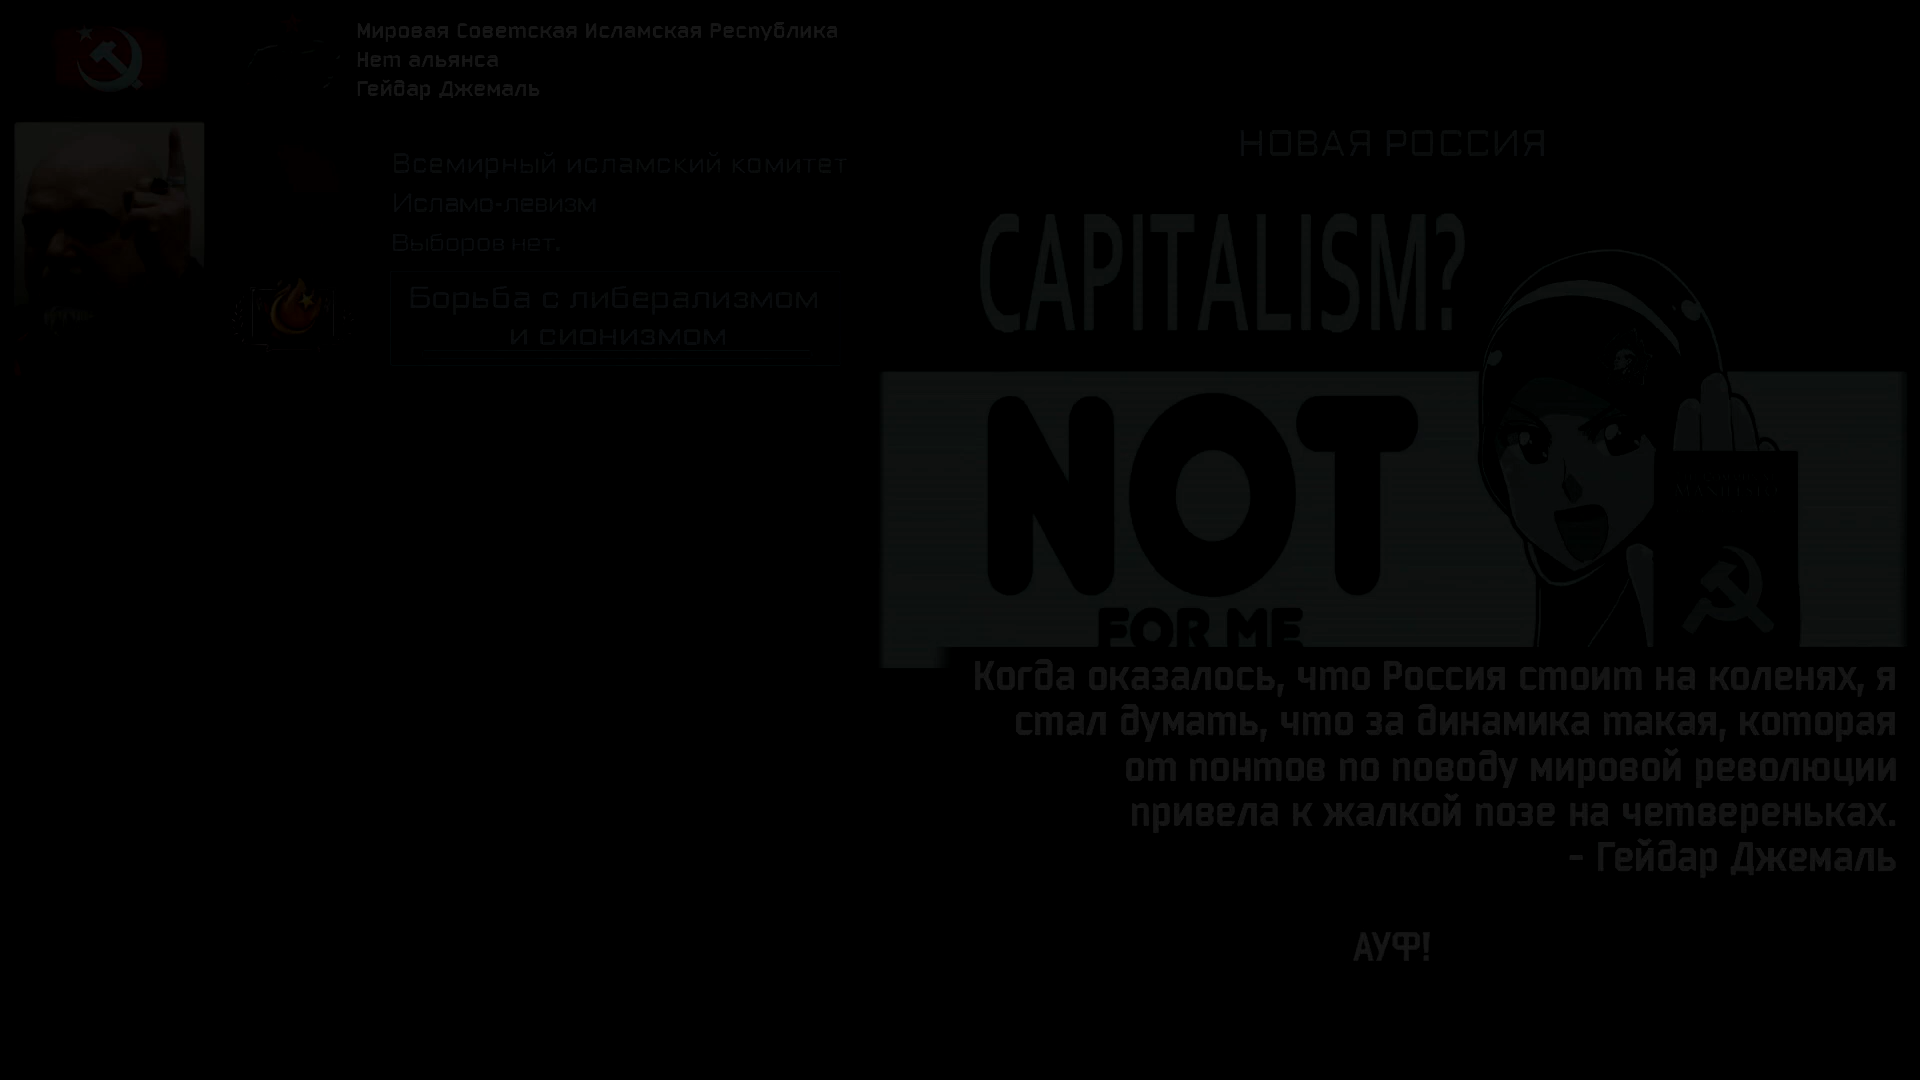 Мировая Советская Исламская Республика
Нет альянса
Гейдар Джемаль
Всемирный исламский комитет
Исламо-левизм
Выборов нет.
Борьба с либерализмом
и сионизмом
НОВАЯ РОССИЯ
CAPITALISM?
NOT
FOR ME
MANIFESTO
Когда оказалось, что Россия стоит на коленях, я
стал думать, что за динамика такая, которая
от понтов по поводу мировой революции
привела к жалкой позе на четвереньках.
- Гейдар Джемаль
АУФ!